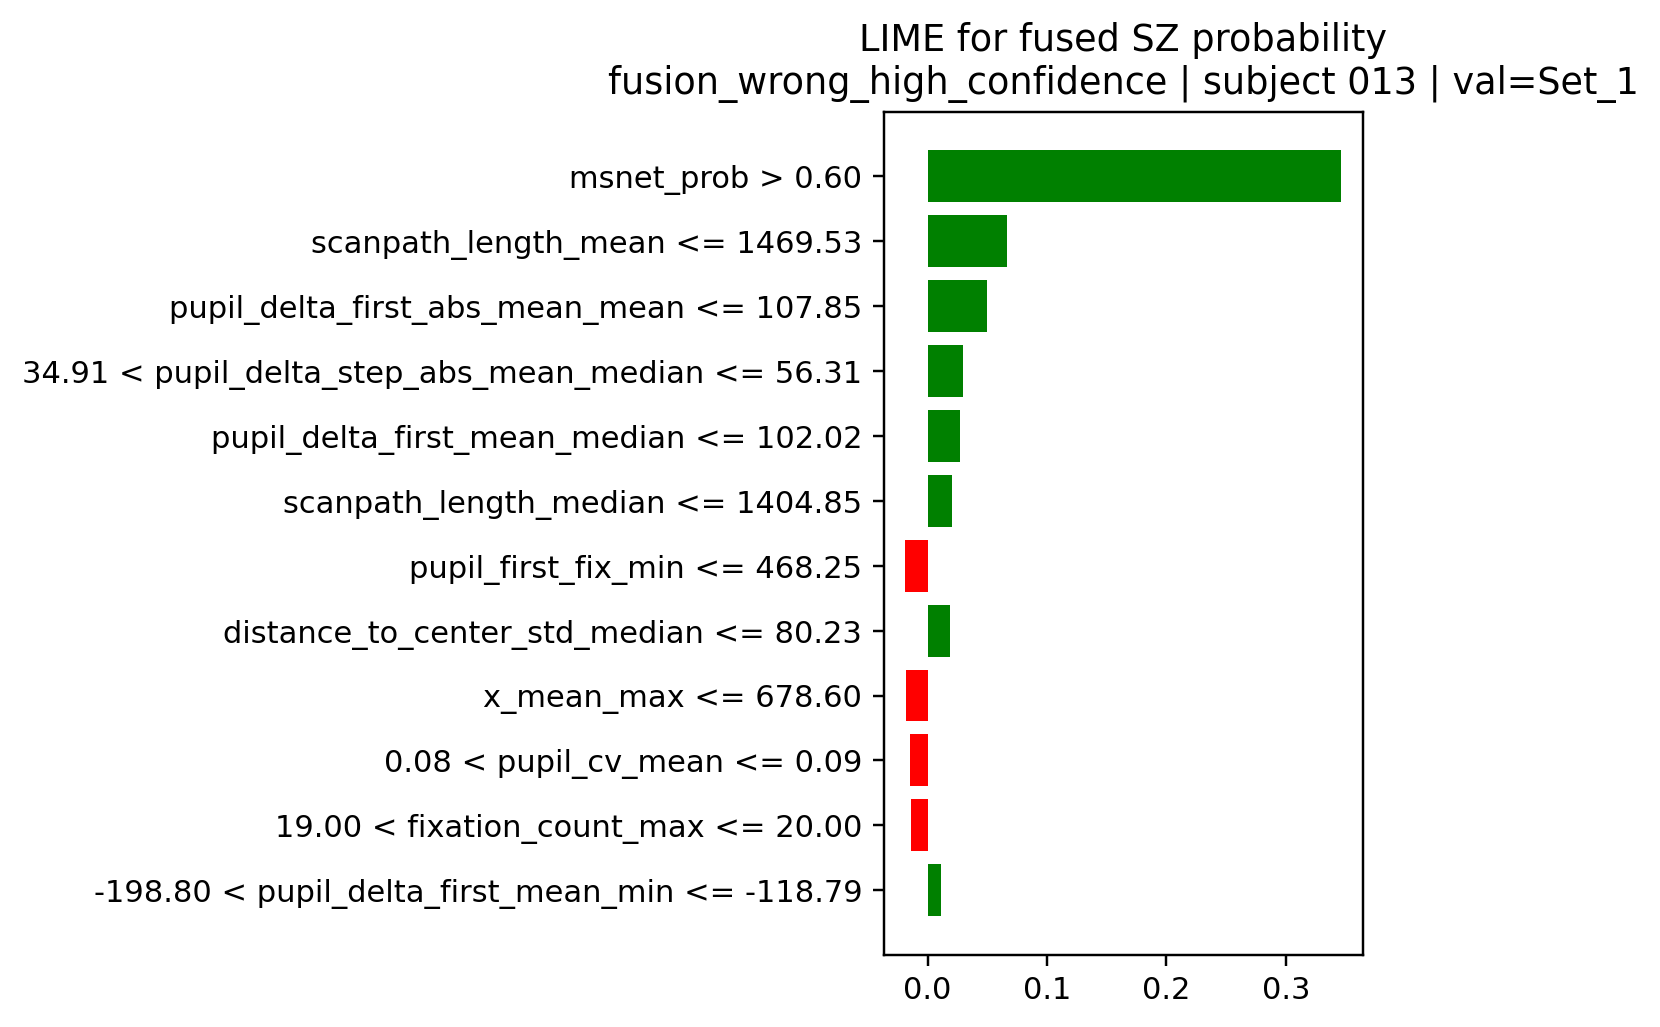 LIME for fused SZ probability
fusion_wrong_high_confidence | subject 013 | val=Set_1
msnet_prob > 0.60
scanpath_length_mean <= 1469.53
pupil_delta_first_abs_mean_mean <= 107.85
34.91 < pupil_delta_step_abs_mean_median <= 56.31
pupil_delta_first_mean_median <= 102.02
scanpath_length_median <= 1404.85
pupil_first_fix_min <= 468.25
distance_to_center_std_median <= 80.23
x_mean_max <= 678.60
0.08 < pupil_cv_mean <= 0.09
19.00 < fixation_count_max <= 20.00
-198.80 < pupil_delta_first_mean_min <= -118.79
0.0 0.1 0.2 0.3